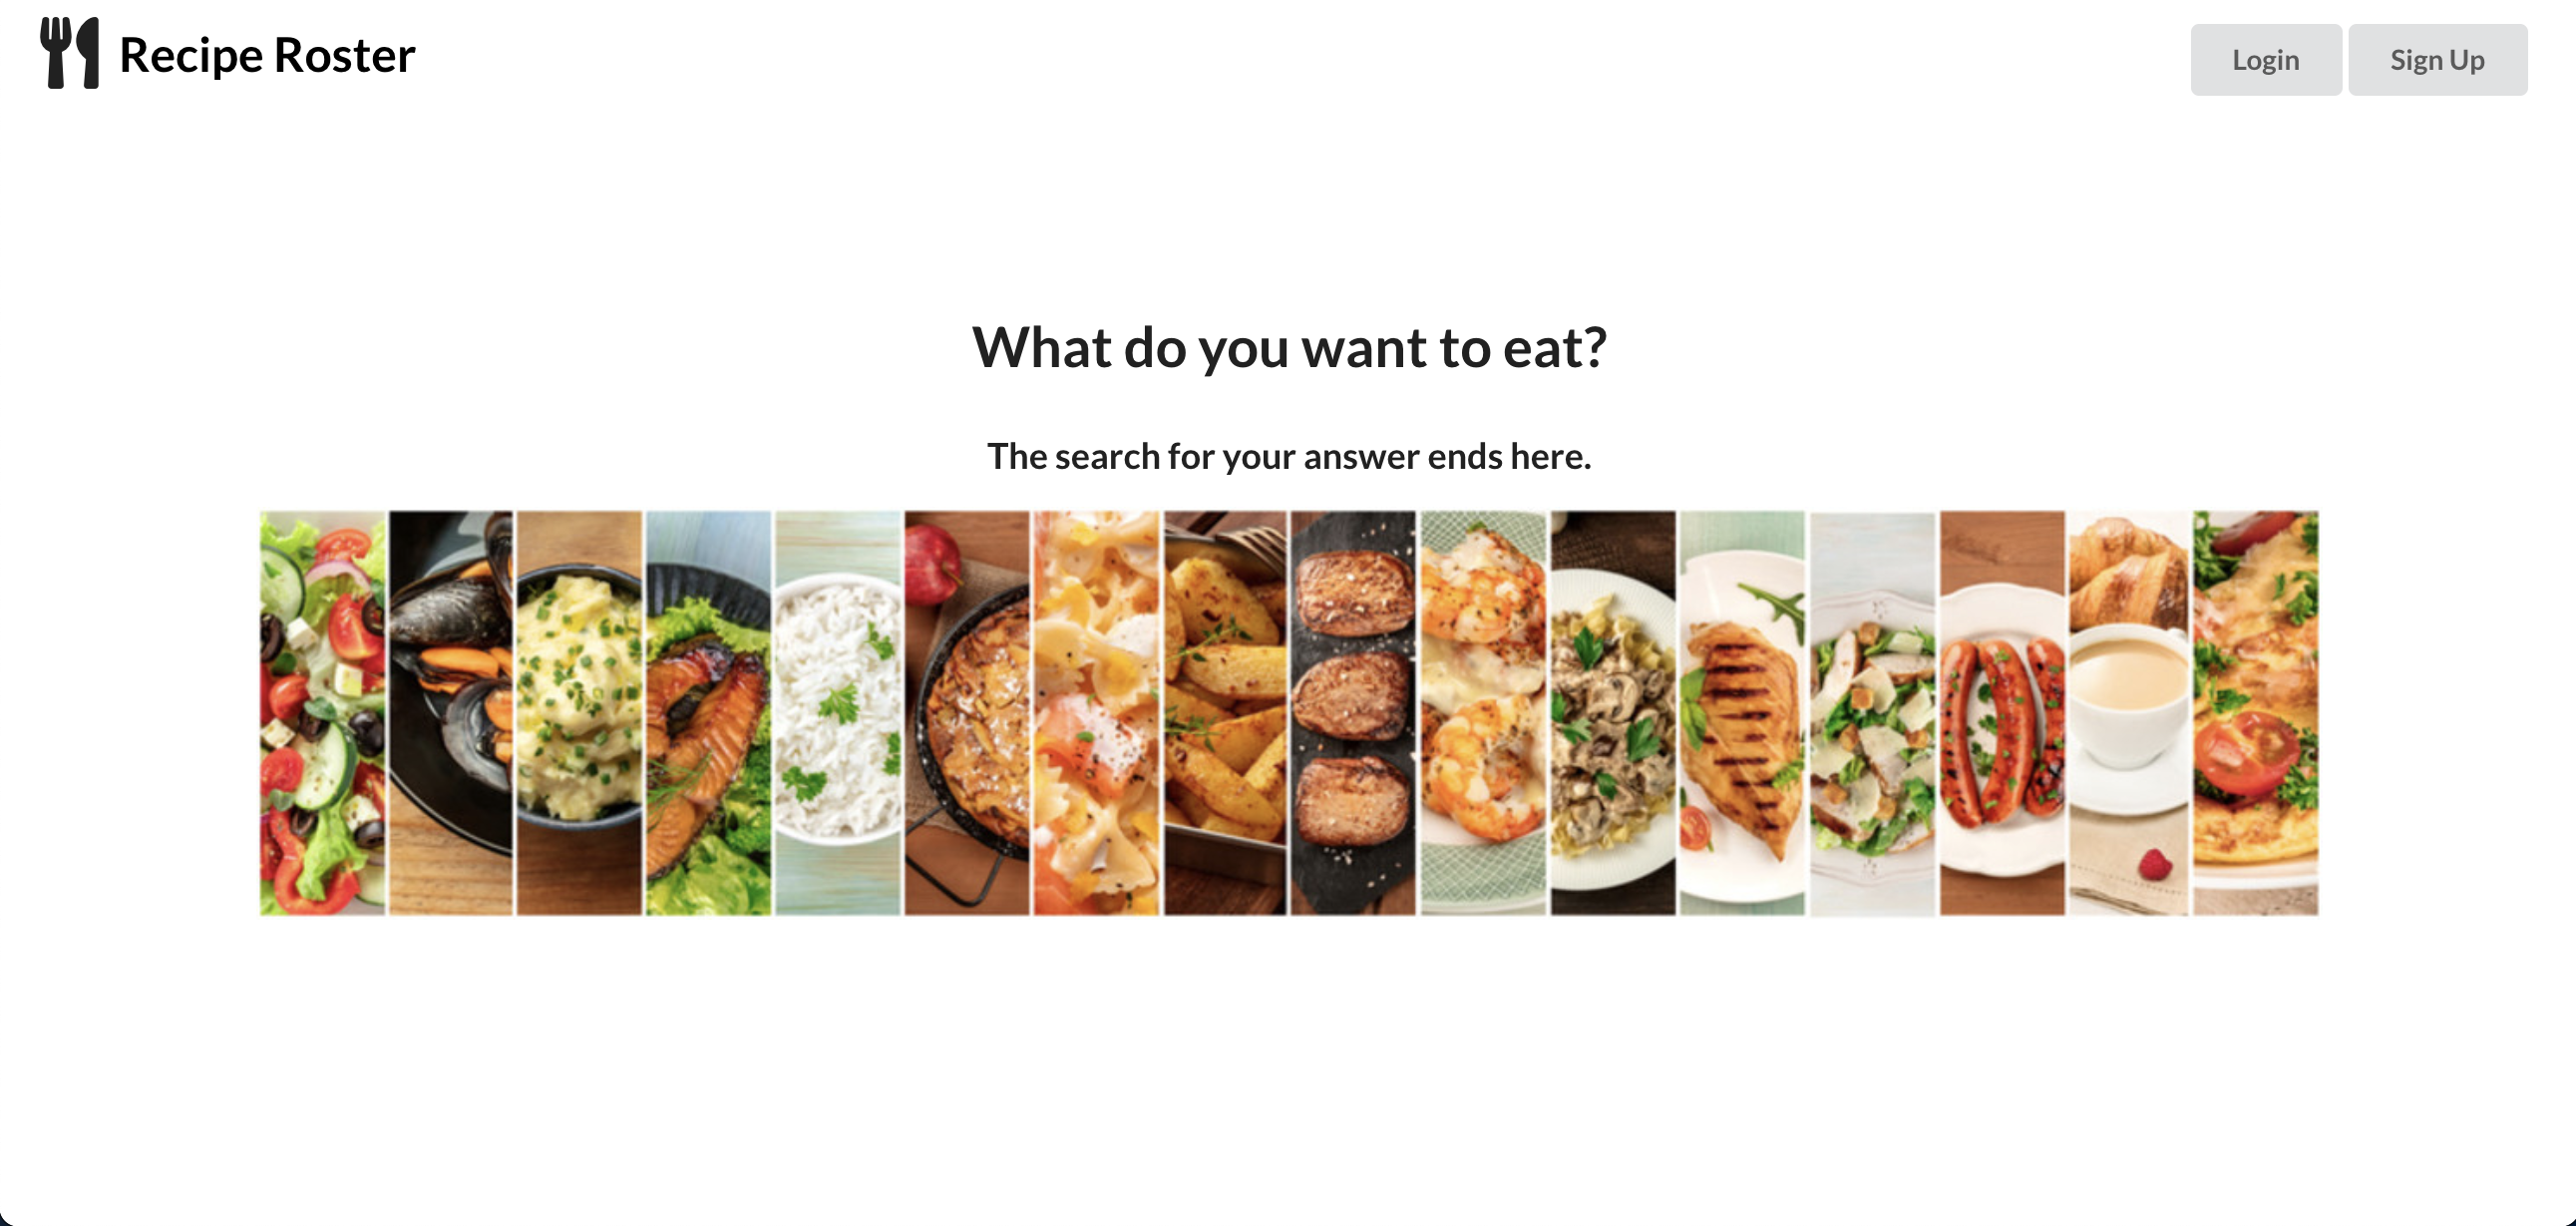 Recipe Roster
Login
Sign Up
What do you want to eat?
The search for your answer ends here.